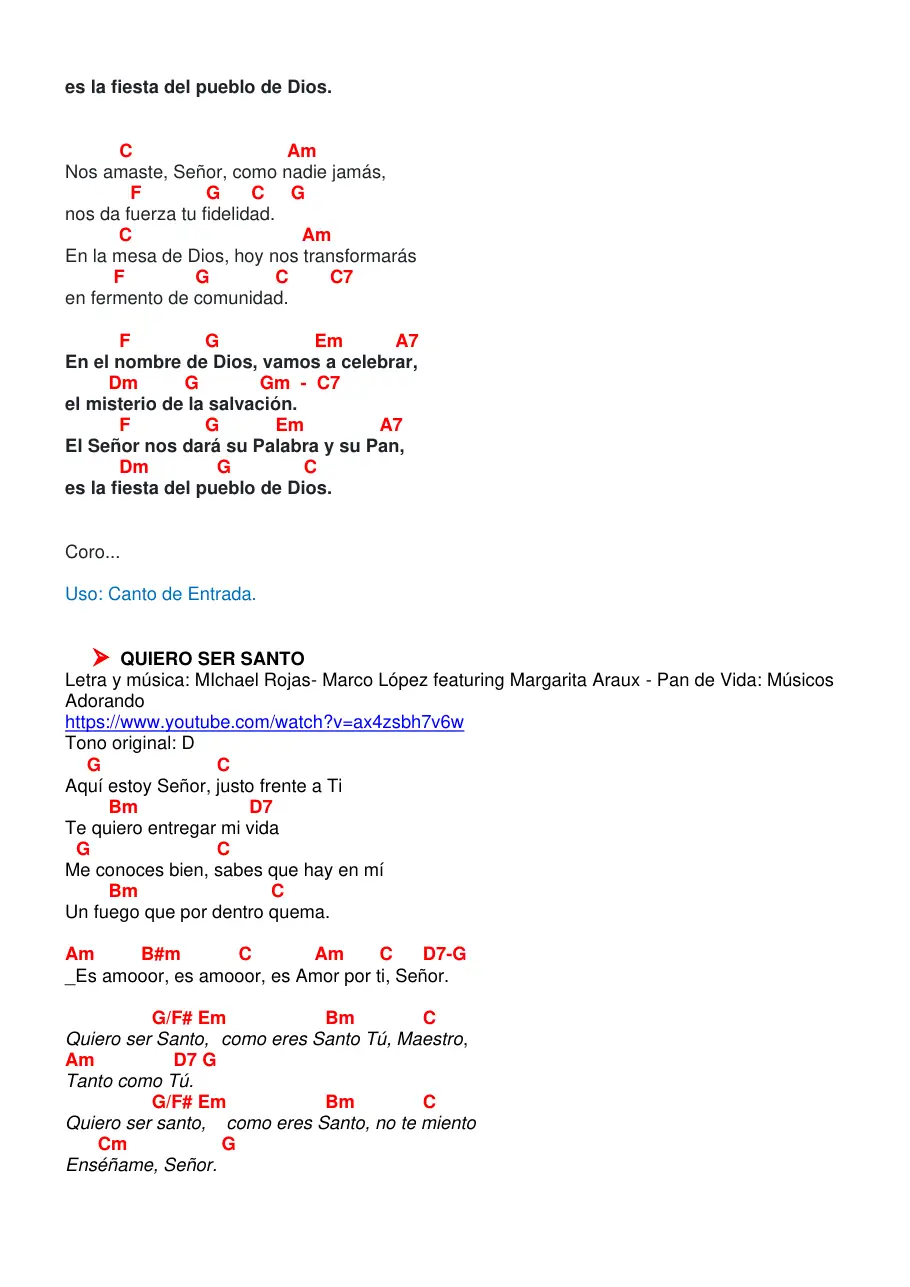 es la fiesta del pueblo de Dios.
C Am
Nos amaste, Señor, como nadie jamás,
F G C G
nos da fuerza tu fidelidad.
C Am
En la mesa de Dios, hoy nos transformarás
F G C C7
en fermento de comunidad.
F G Em A7
En el nombre de Dios, vamos a celebrar,
Dm G Gm - C7
el misterio de la salvación.
F G Em A7
El Señor nos dará su Palabra y su Pan,
Dm G C
es la fiesta del pueblo de Dios.
Coro...
Uso: Canto de Entrada.
➢ QUIERO SER SANTO
Letra y música: MIchael Rojas- Marco López featuring Margarita Araux - Pan de Vida: Músicos
Adorando
https://www.youtube.com/watch?v=ax4zsbh7v6w
Tono original: D
G C
Aquí estoy Señor, justo frente a Ti
Bm D7
Te quiero entregar mi vida
G C
Me conoces bien, sabes que hay en mí
Bm C
Un fuego que por dentro quema.
Am B#m C Am C D7-G
_Es amooor, es amooor, es Amor por ti, Señor.
G/F# Em Bm C
Quiero ser Santo, como eres Santo Tú, Maestro,
Am D7 G
Tanto como Tú.
G/F# Em Bm C
Quiero ser santo, como eres Santo, no te miento
Cm G
Enséñame, Señor.